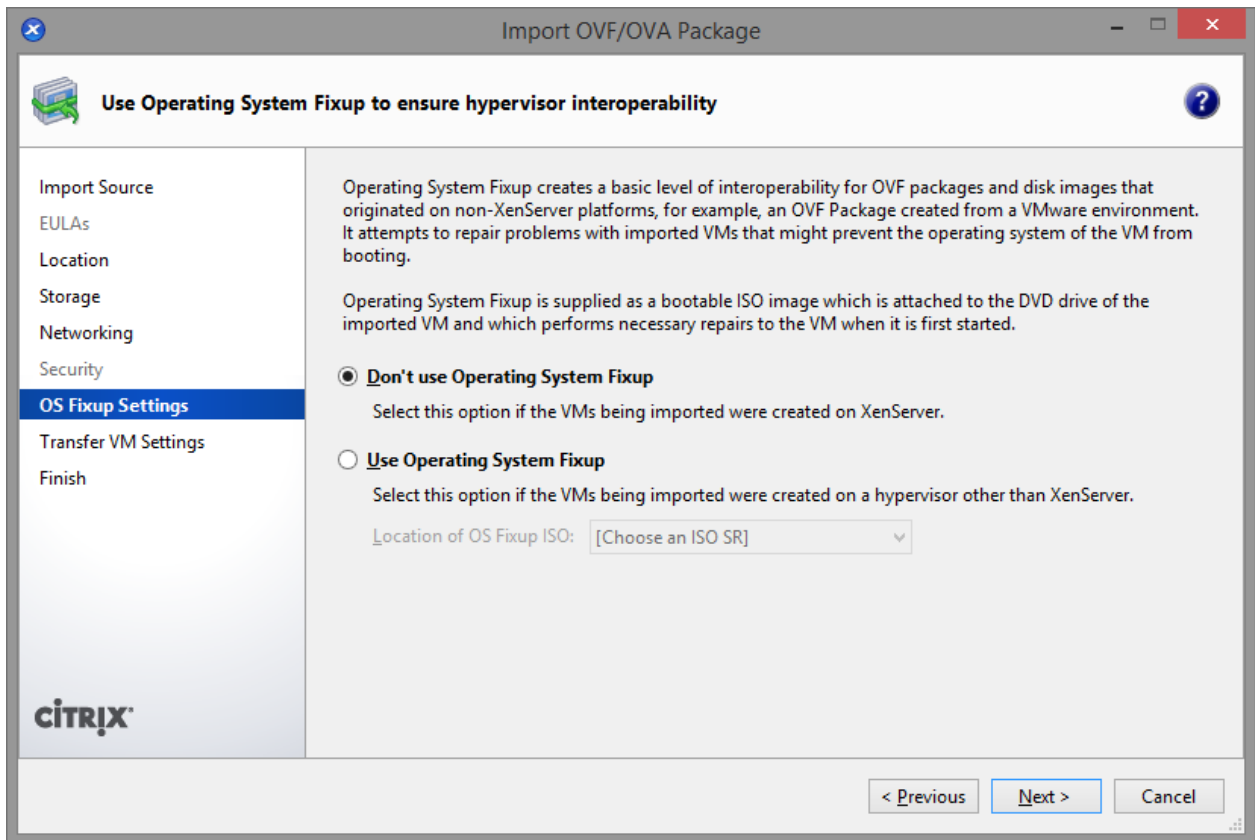 Import OVF/OVA Package
Use Operating System Fixup to ensure hypervisor interoperability
?
Import Source
EULAs
Location
Storage
Networking
Security
OS Fixup Settings
Transfer VM Settings
Finish
CİTRIX
Operating System Fixup creates a basic level of interoperability for OVF packages and disk images that
originated on non-XenServer platforms, for example, an OVF Package created from a VMware environment.
It attempts to repair problems with imported VMs that might prevent the operating system of the VM from
booting.
Operating System Fixup is supplied as a bootable ISO image which is attached to the DVD drive of the
imported VM and which performs necessary repairs to the VM when it is first started.
Don't use Operating System Fixup
Select this option if the VMs being imported were created on XenServer.
Use Operating System Fixup
Select this option if the VMs being imported were created on a hypervisor other than XenServer.
Location of OS Fixup ISO: [Choose an ISO SR]
< Previous Next > Cancel